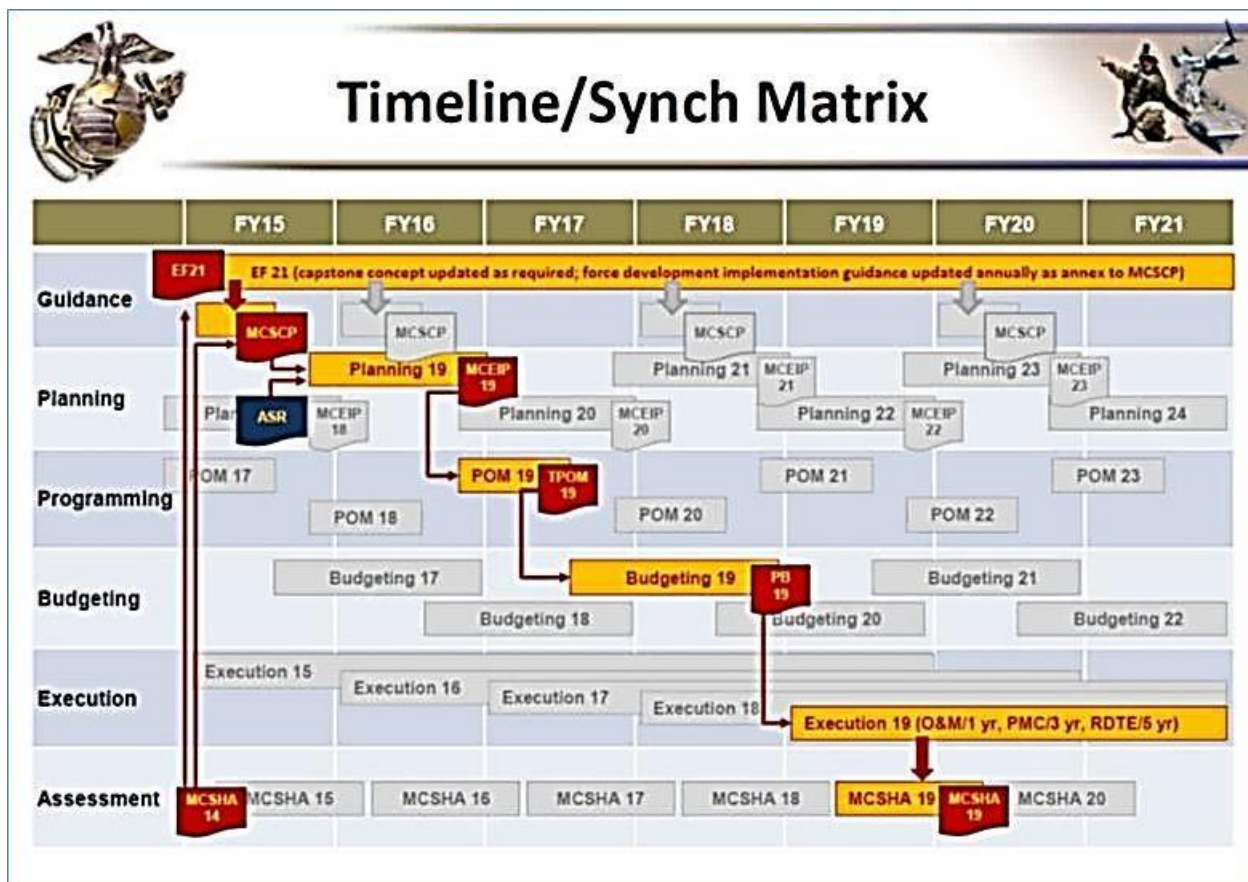 Timeline/Synch Matrix
FY15 FY16 FY17 FY18 FY19 FY20 FY21
Guidance
EF21
EF 21 (capstone concept updated as required; force development implementation guidance updated annually as annex to MCSCP)
MCSCP MCSCP MCSCP MCSCP
Planning
Planning 19 MCEIP 19
Planning 21 MCEIP 21
Planning 23 MCEIP 23
ASR MCEIP 18
Planning 20 MCEIP 20
Planning 22 MCEIP 22
Planning 24
Programming
POM 17 POM 19 TPOM 19 POM 21 POM 23
POM 18 POM 20 POM 22
Budgeting
Budgeting 17 Budgeting 19 PB 19 Budgeting 21
Budgeting 18 Budgeting 20 Budgeting 22
Execution
Execution 15
Execution 16
Execution 17
Execution 18
Execution 19 (O&M/1 yr, PMC/3 yr, RDTE/5 yr)
Assessment
MCSHA 14
MCSHA 15 MCSHA 16 MCSHA 17 MCSHA 18 MCSHA 19 MCSHA 19 MCSHA 20